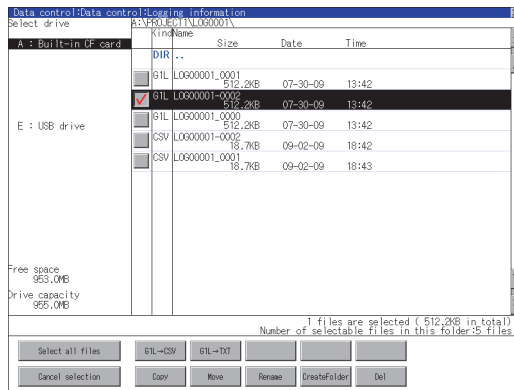 Data control:Data control:Logging information
Select drive A:\PROJECT1\LOG0001\
A : Built-in CF card
E : USB drive
Kind Name Size Date Time
DIR ..
G1L LOG00001_0001
512.2KB 07-30-09 13:42
G1L LOG00001-0002
512.2KB 07-30-09 13:42
G1L LOG00001_0000
512.2KB 07-30-09 13:42
CSV LOG00001-0002
18.7KB 09-02-09 18:42
CSV LOG00001_0001
18.7KB 09-02-09 18:43
Free space
953.0MB
Drive capacity
955.0MB
1 files are selected ( 512.2KB in total)
Number of selectable files in this folder:5 files
Select all files G1L→CSV G1L→TXT
Cancel selection Copy Move Rename CreateFolder Del